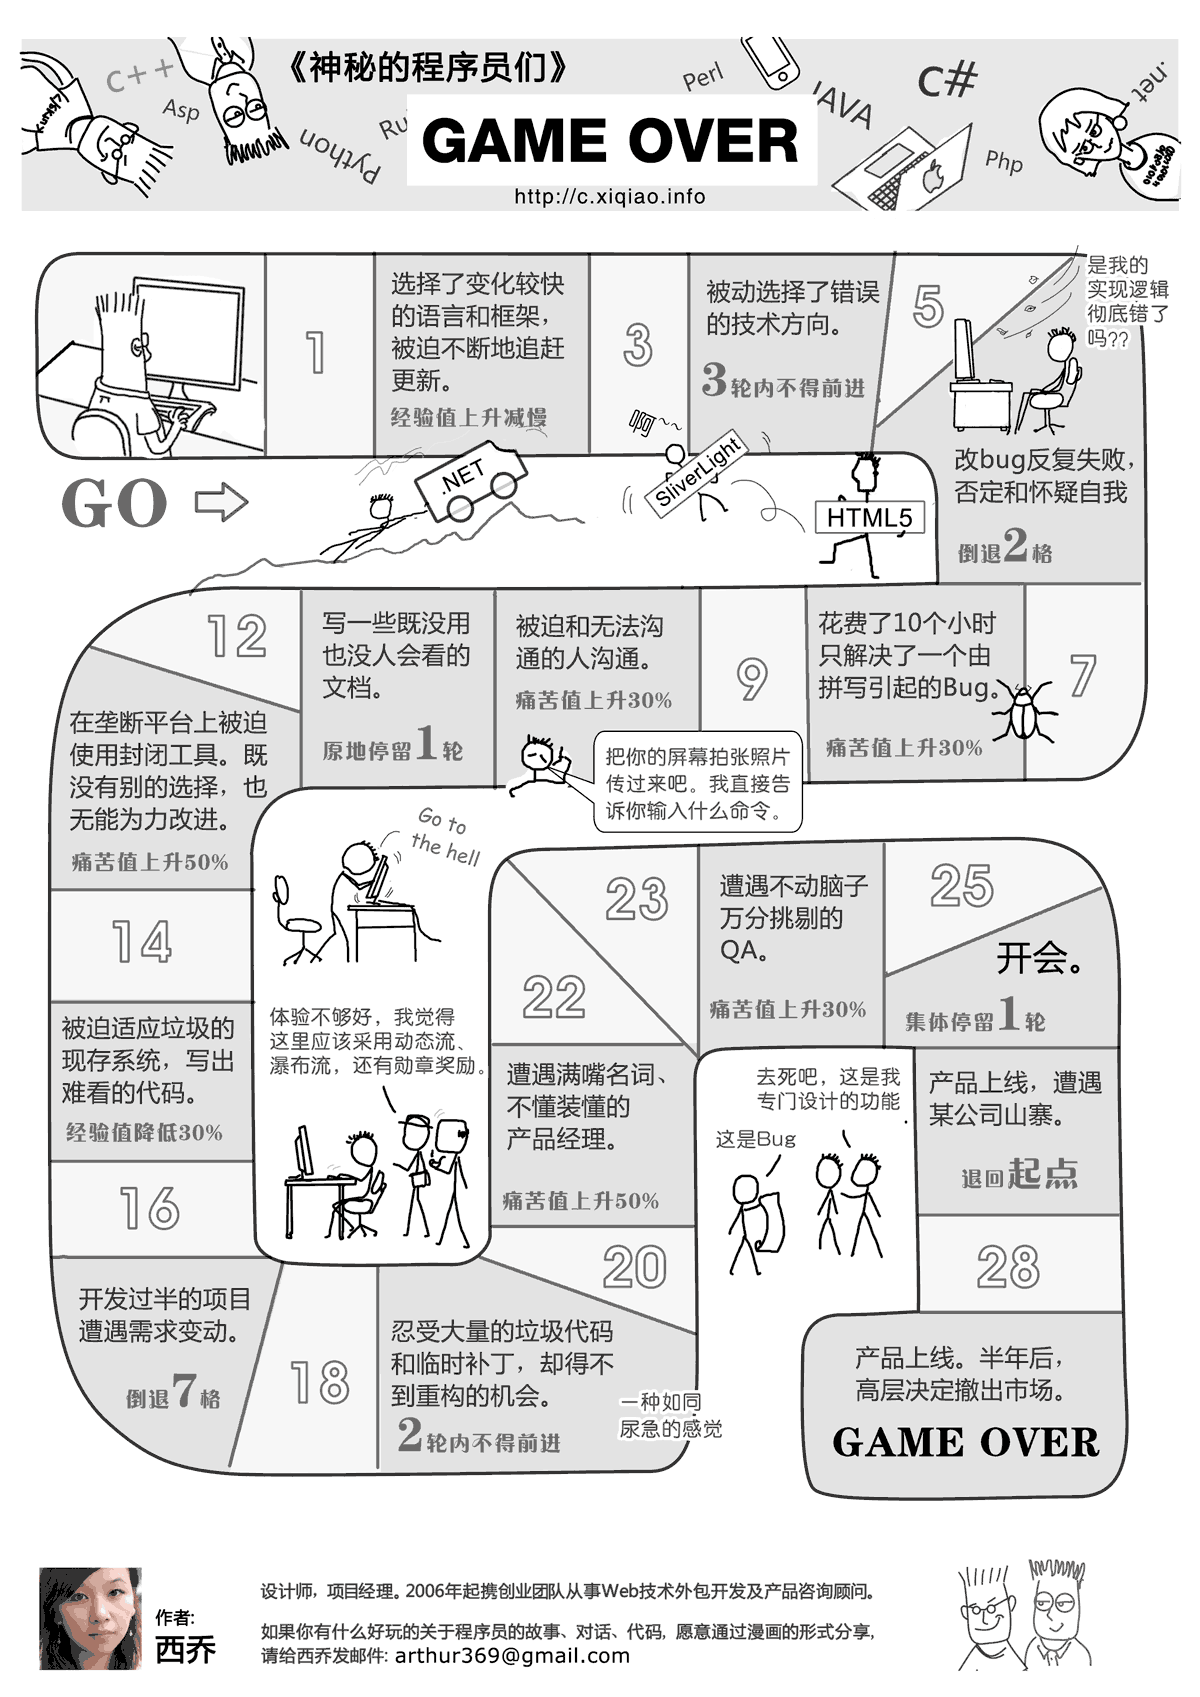 《神秘的程序员们》
C++
Asp
Python
Ru
Perl
JAVA
C#
.net
Php
GAME OVER
http://c.xiqiao.info
1
选择了变化较快
的语言和框架，
被迫不断地追赶
更新。
经验值上升减慢
3
被动选择了错误
的技术方向。
3轮内不得前进
5
是我的
实现逻辑
彻底错了
吗??
改bug反复失败，
否定和怀疑自我
倒退2格
GO
.NET
啊~~
SliverLight
HTML5
7
花费了10个小时
只解决了一个由
拼写引起的Bug。
痛苦值上升30%
9
被迫和无法沟
通的人沟通。
痛苦值上升30%
把你的屏幕拍张照片
传过来吧。我直接告
诉你输入什么命令。
写一些既没用
也没人会看的
文档。
原地停留1轮
12
在垄断平台上被迫
使用封闭工具。既
没有别的选择，也
无能为力改进。
痛苦值上升50%
Go to
the hell
14
被迫适应垃圾的
现存系统，写出
难看的代码。
经验值降低30%
体验不够好，我觉得
这里应该采用动态流、
瀑布流，还有勋章奖励。
16
开发过半的项目
遭遇需求变动。
倒退7格
18
忍受大量的垃圾代码
和临时补丁，却得不
到重构的机会。
2轮内不得前进
一种如同
尿急的感觉
20
遭遇满嘴名词、
不懂装懂的
产品经理。
痛苦值上升50%
22
23
遭遇不动脑子
万分挑剔的
QA。
痛苦值上升30%
25
开会。
集体停留1轮
去死吧，这是我
专门设计的功能
这是Bug
产品上线，遭遇
某公司山寨。
退回起点
28
产品上线。半年后，
高层决定撤出市场。
GAME OVER
作者:
西乔
设计师，项目经理。2006年起携创业团队从事Web技术外包开发及产品咨询顾问。
如果你有什么好玩的关于程序员的故事、对话、代码，愿意通过漫画的形式分享，
请给西乔发邮件: arthur369@gmail.com